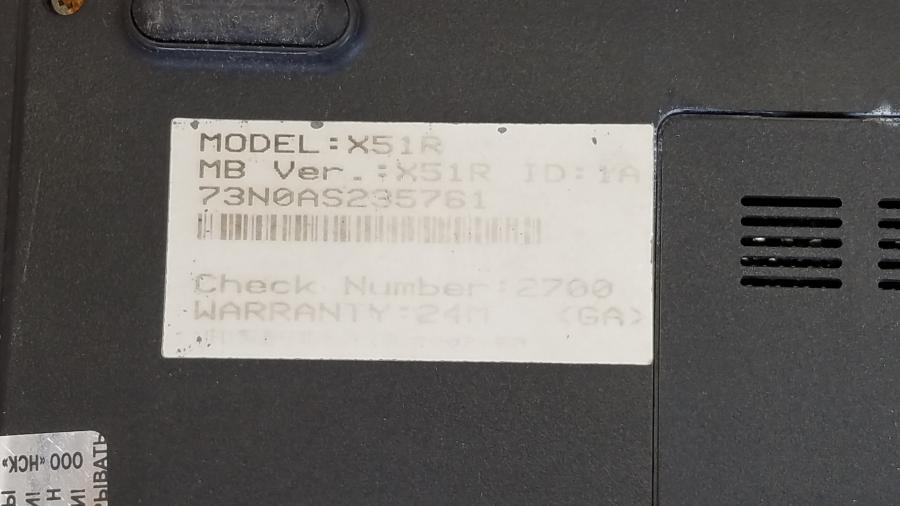 MODEL:X51R
MB Ver.:X51R ID:1A
73N0AS235761
Check Number:2700
WARRANTY:24M (GA)
ООО «НСК»